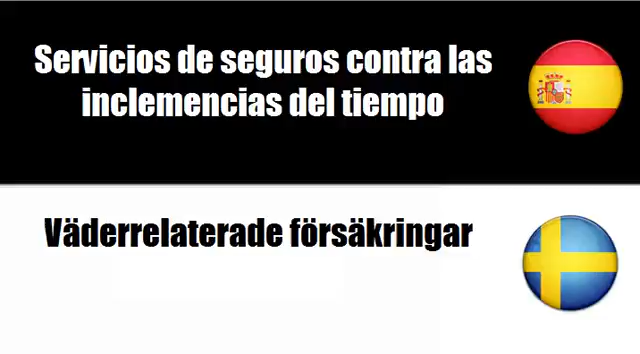 Servicios de seguros contra las
inclemencias del tiempo
Väderrelaterade försäkringar